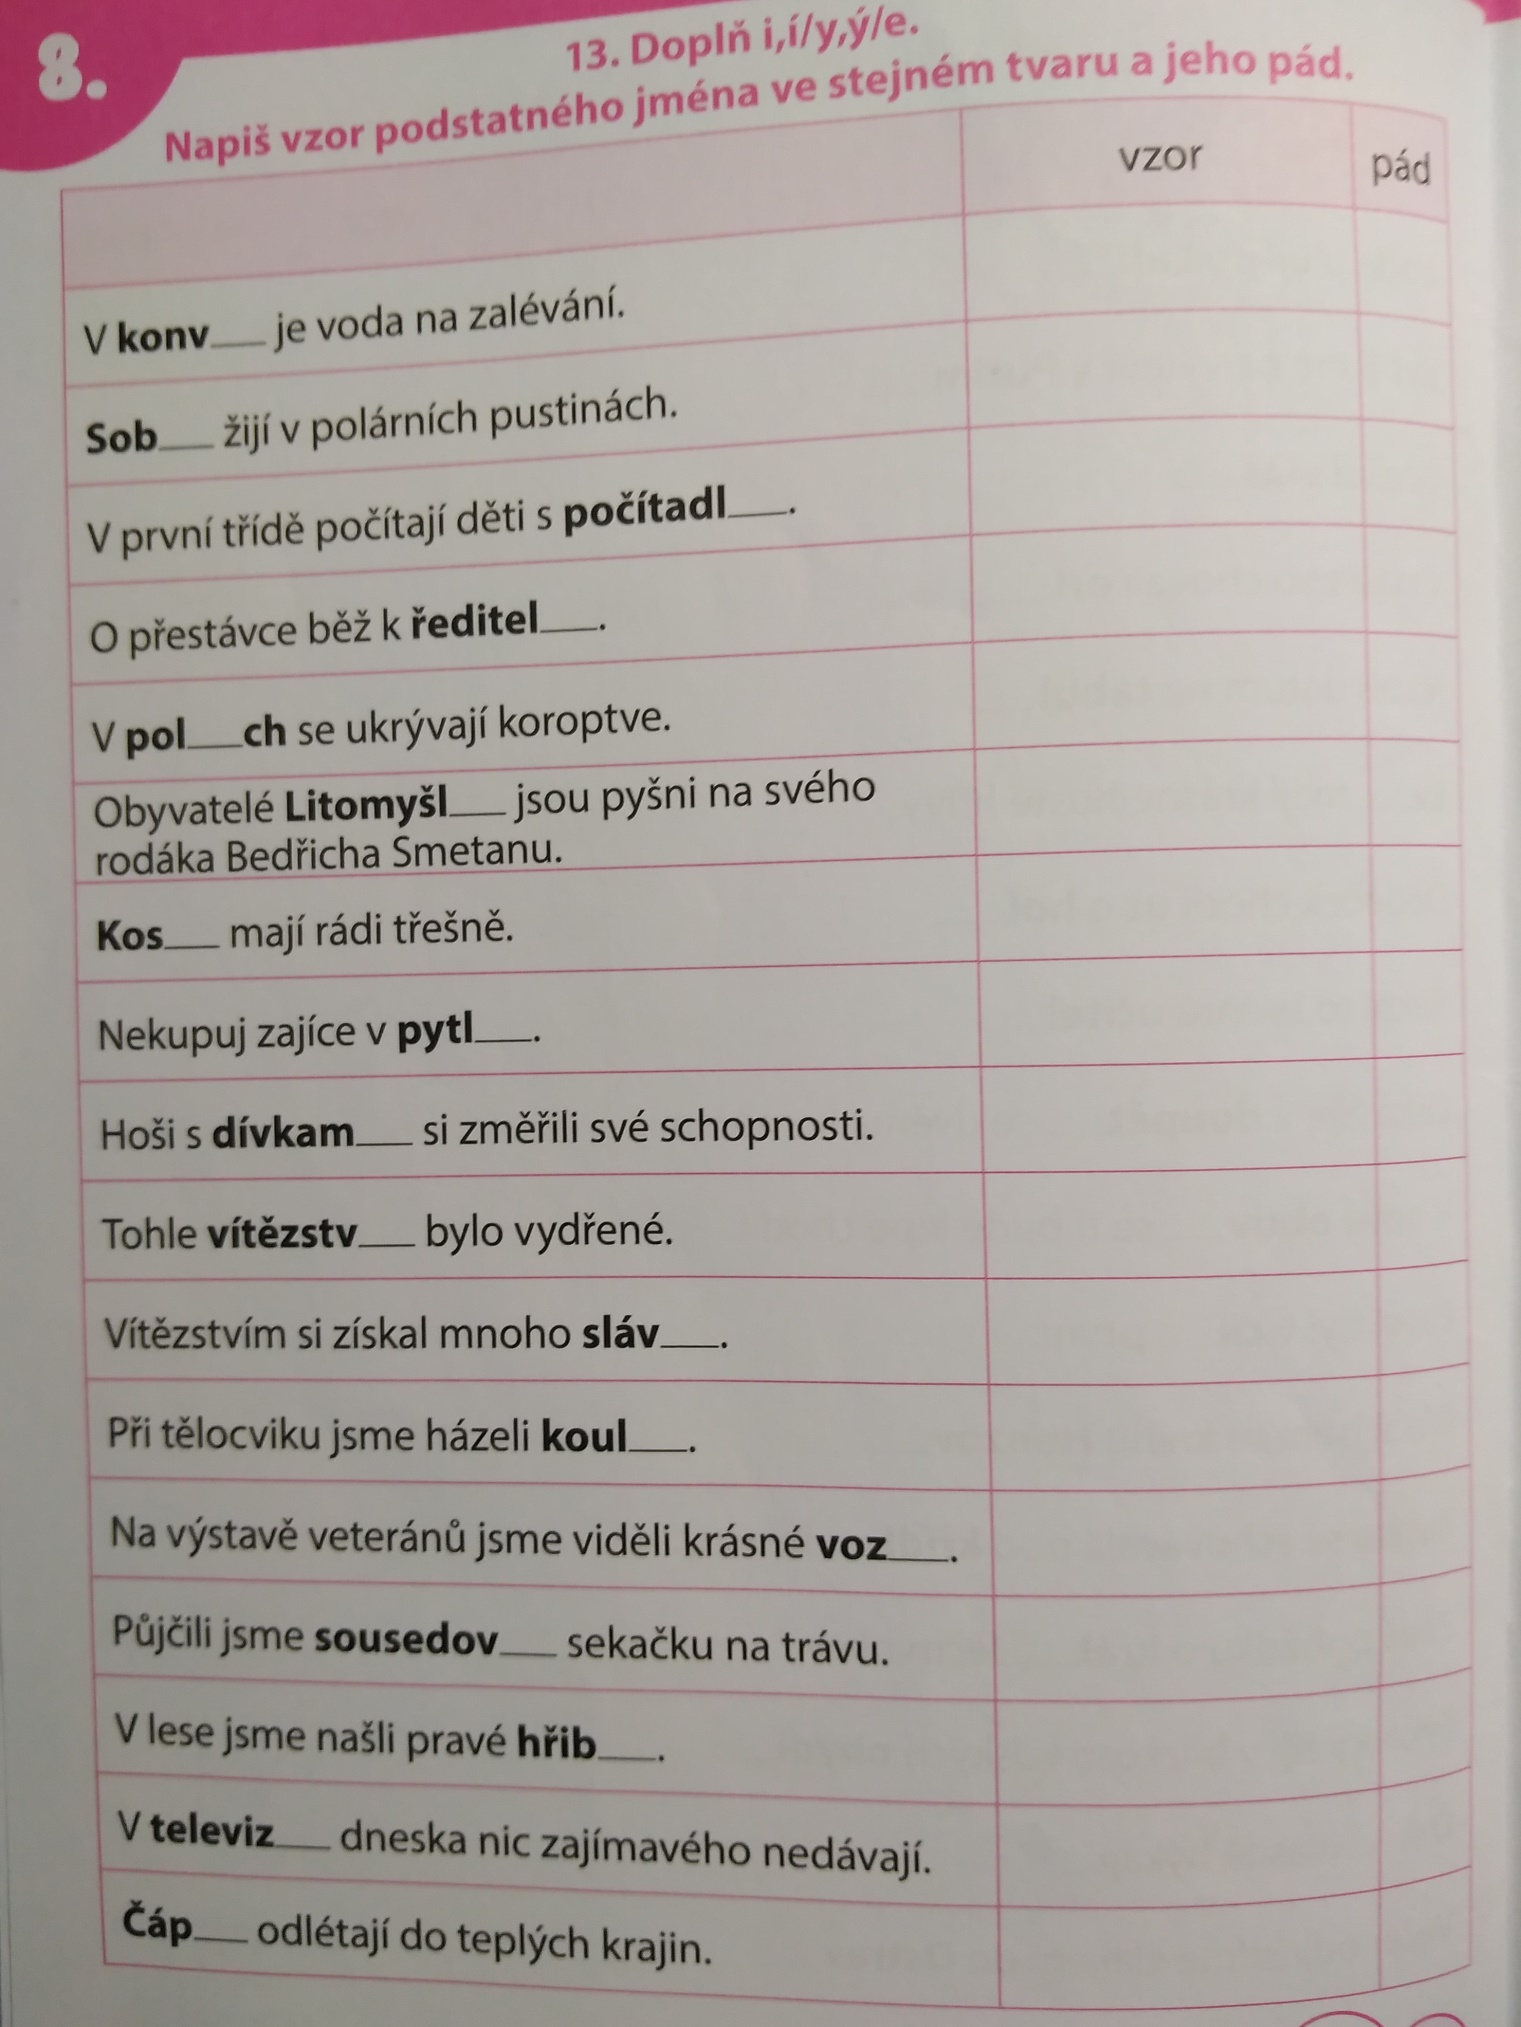 8.
13. Doplň i,í/y,ý/e.
Napiš vzor podstatného jména ve stejném tvaru a jeho pád.
vzor pád
V konv___ je voda na zalévání.
Sob___ žijí v polárních pustinách.
V první třídě počítají děti s počítadl___.
O přestávce běž k ředitel___.
V pol___ch se ukrývají koroptve.
Obyvatelé Litomyšl___ jsou pyšni na svého
rodáka Bedřicha Smetanu.
Kos___ mají rádi třešně.
Nekupuj zajíce v pytl___.
Hoši s dívkam___ si změřili své schopnosti.
Tohle vítězstv___ bylo vydřené.
Vítězstvím si získal mnoho sláv___.
Při tělocviku jsme házeli koul___.
Na výstavě veteránů jsme viděli krásné voz___.
Půjčili jsme sousedov___ sekačku na trávu.
V lese jsme našli pravé hřib___.
V televiz___ dneska nic zajímavého nedávají.
Čáp___ odlétají do teplých krajin.